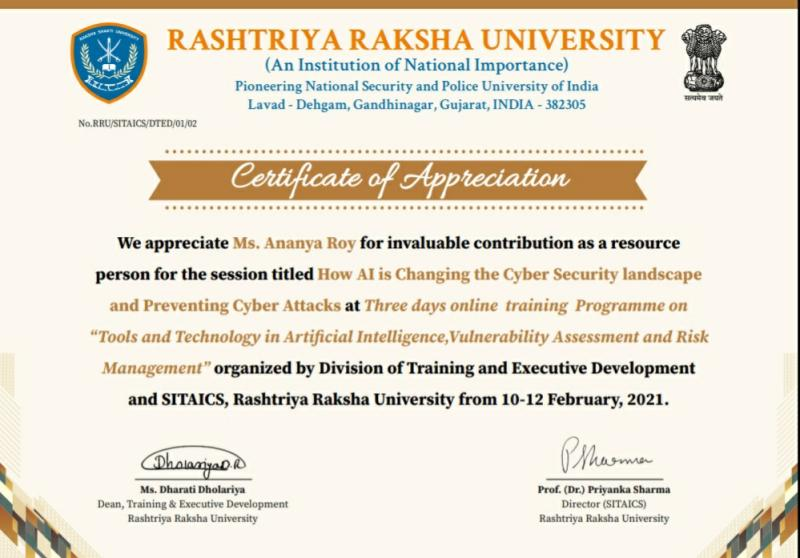 RASHTRIYA RAKSHA UNIVERSITY
(An Institution of National Importance)
Pioneering National Security and Police University of India
Lavad - Dehgam, Gandhinagar, Gujarat, INDIA - 382305
सत्यमेव जयते
No.RRU/SITAICS/DTED/01/02
Certificate of Appreciation
We appreciate Ms. Ananya Roy for invaluable contribution as a resource
person for the session titled How AI is Changing the Cyber Security landscape
and Preventing Cyber Attacks at Three days online training Programme on
“Tools and Technology in Artificial Intelligence,Vulnerability Assessment and Risk
Management” organized by Division of Training and Executive Development
and SITAICS, Rashtriya Raksha University from 10-12 February, 2021.
Dholariya D.R
Ms. Dharati Dholariya
Dean, Training & Executive Development
Rashtriya Raksha University
PSharma
Prof. (Dr.) Priyanka Sharma
Director (SITAICS)
Rashtriya Raksha University